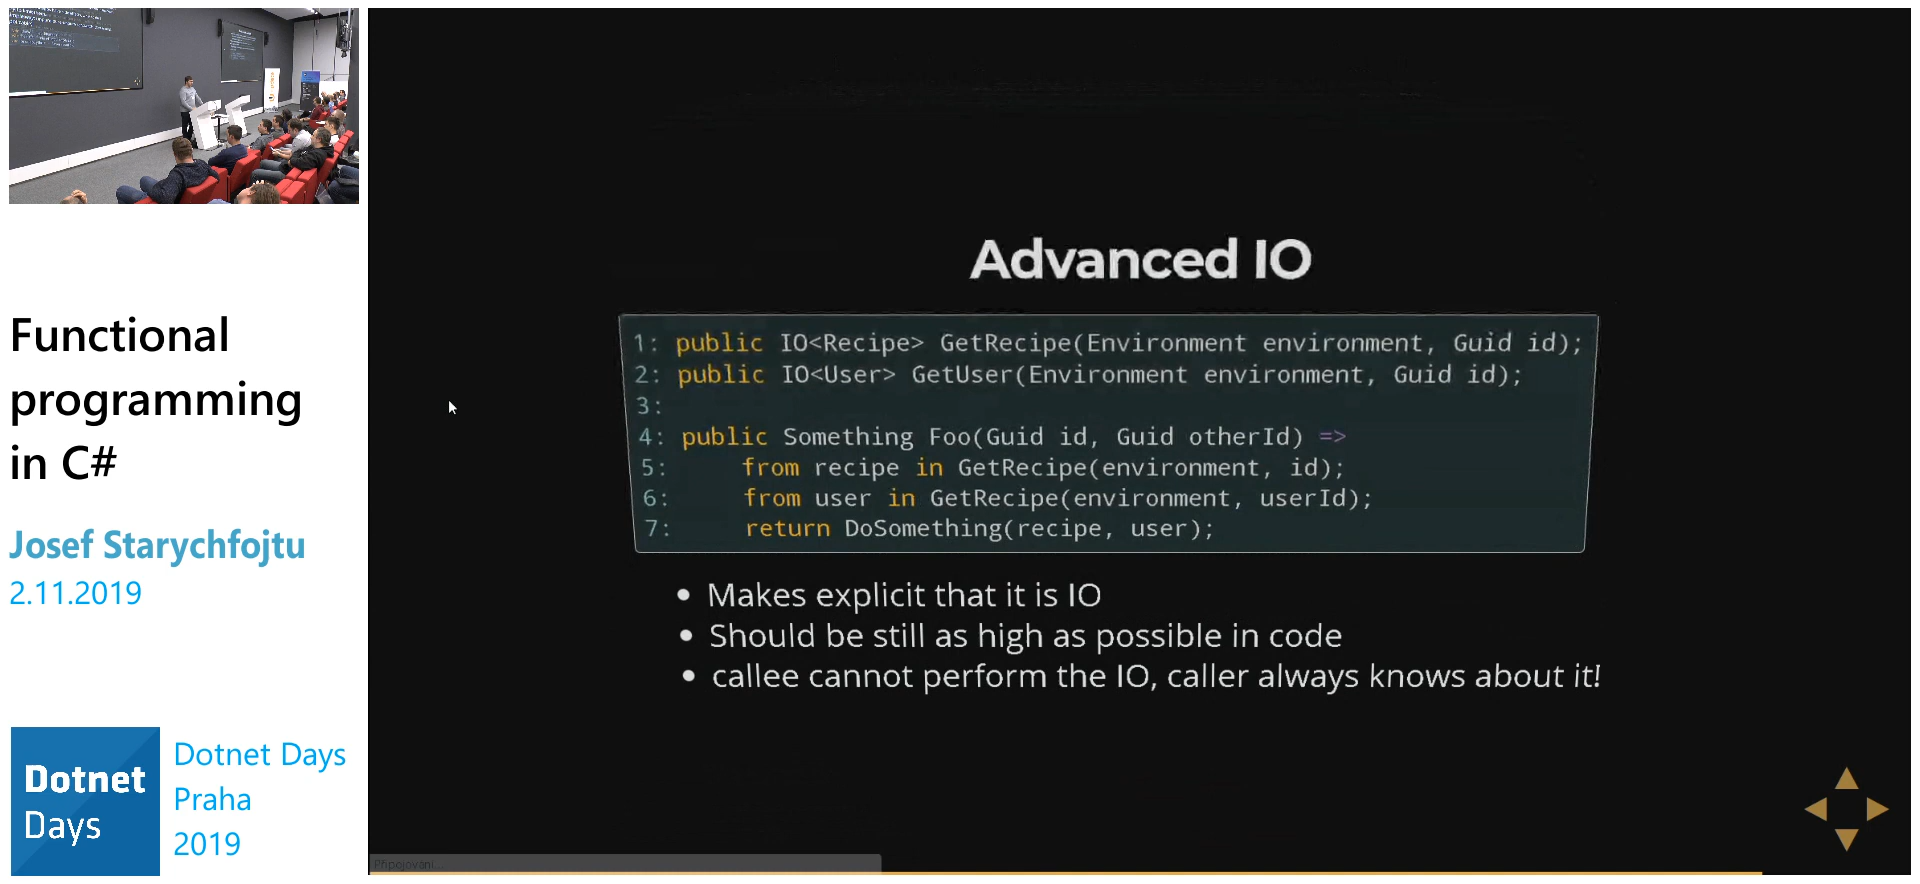 Functional
programming
in C#
Josef Starychfojtu
2.11.2019
Dotnet
Days
Dotnet Days
Praha
2019
Advanced IO
1: public IO<Recipe> GetRecipe(Environment environment, Guid id);
2: public IO<User> GetUser(Environment environment, Guid id);
3:
4: public Something Foo(Guid id, Guid otherId) =>
5:     from recipe in GetRecipe(environment, id);
6:     from user in GetRecipe(environment, userId);
7:     return DoSomething(recipe, user);
• Makes explicit that it is IO
• Should be still as high as possible in code
• callee cannot perform the IO, caller always knows about it!
Připojování...